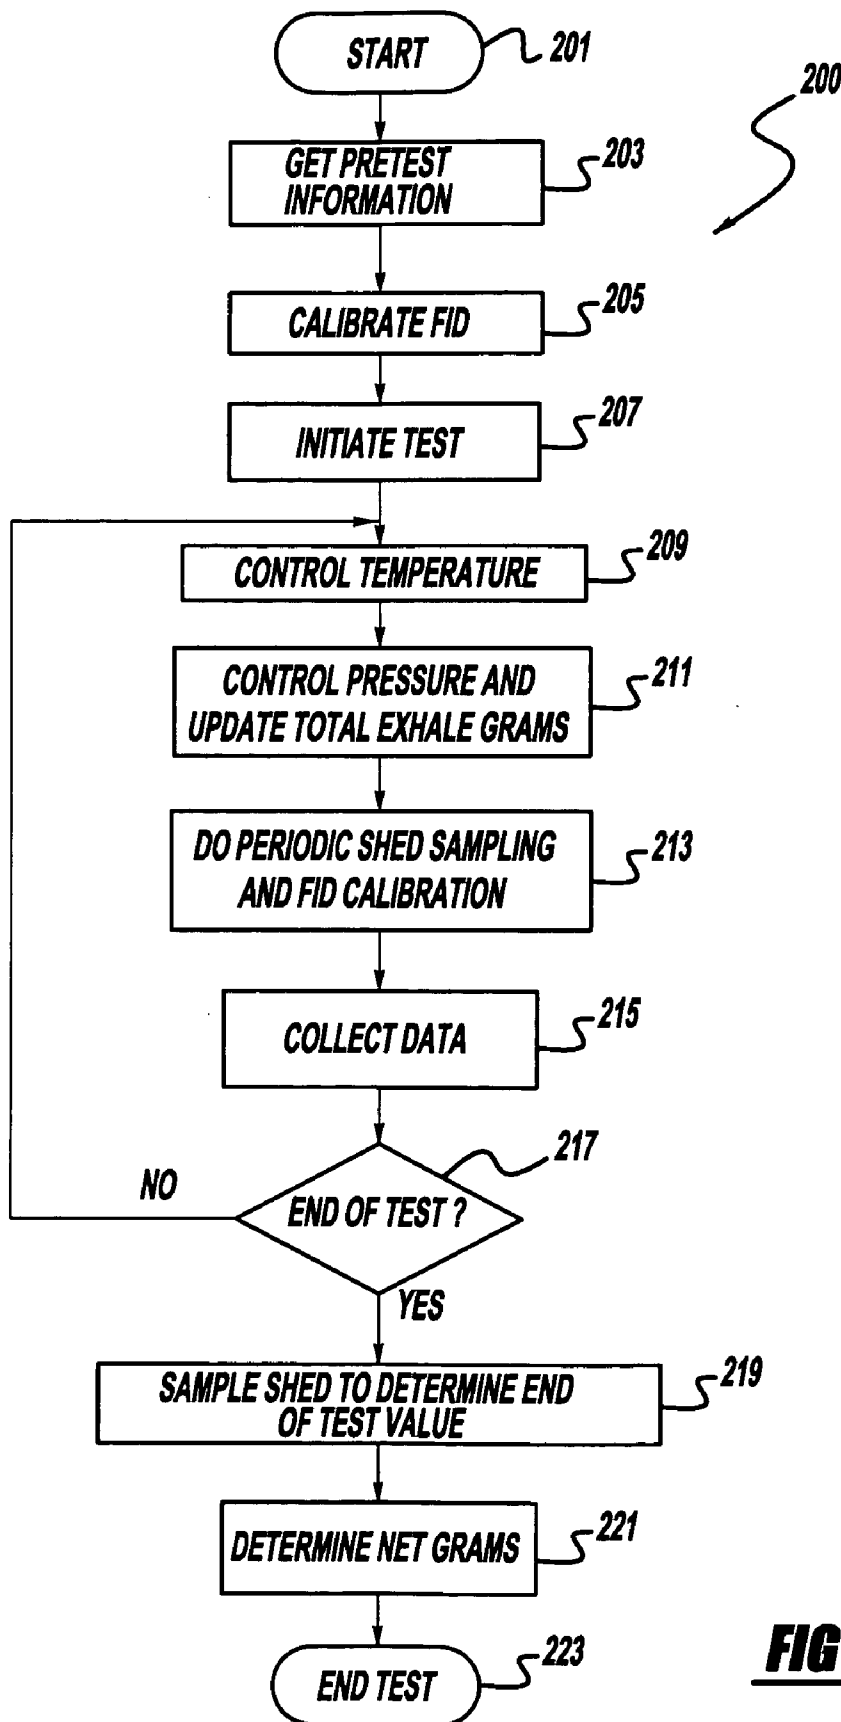 START
201
200
GET PRETEST
INFORMATION
203
CALIBRATE FID
205
INITIATE TEST
207
CONTROL TEMPERATURE
209
CONTROL PRESSURE AND
UPDATE TOTAL EXHALE GRAMS
211
DO PERIODIC SHED SAMPLING
AND FID CALIBRATION
213
COLLECT DATA
215
END OF TEST ?
217
NO
YES
SAMPLE SHED TO DETERMINE END
OF TEST VALUE
219
DETERMINE NET GRAMS
221
END TEST
223
FIG